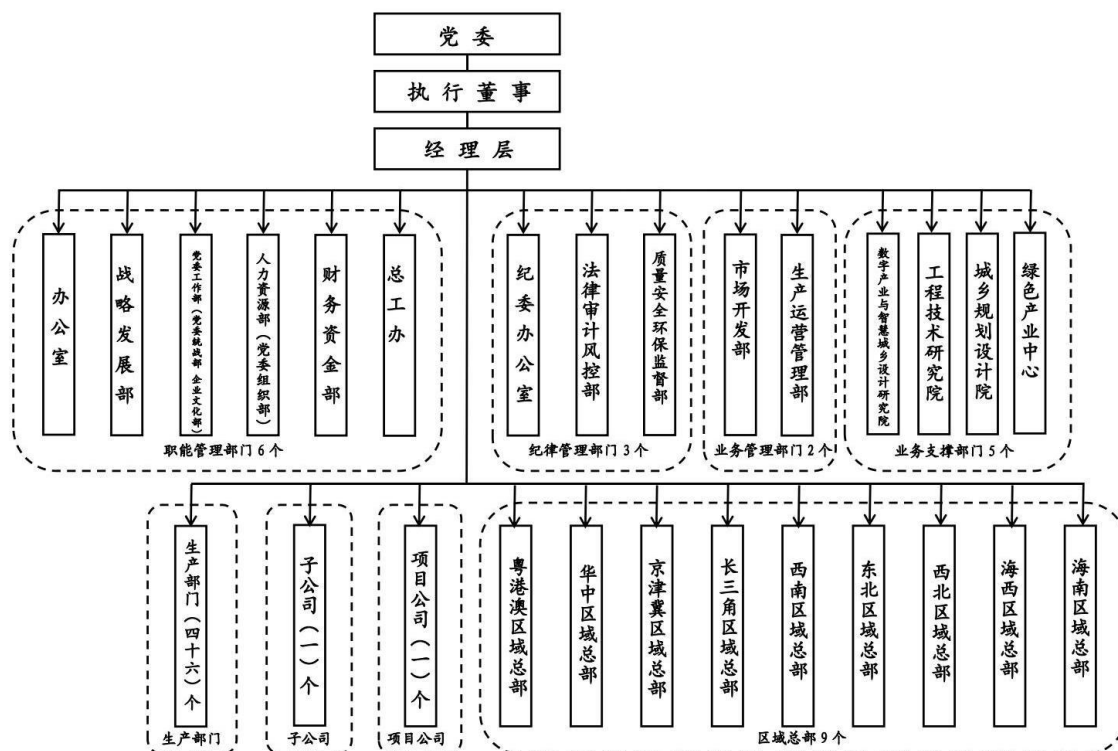 党委
执行董事
经理层
办公室
战略发展部
党委工作部（党委统战部 企业文化部）
人力资源部（党委组织部）
财务资金部
总工办
职能管理部门 6 个
纪委办公室
法律审计风控部
质量安全环保监督部
纪律管理部门 3 个
市场开发部
生产运营管理部
业务管理部门 2 个
数字产业与智慧城乡设计研究院
工程技术研究院
城乡规划设计院
绿色产业中心
业务支撑部门 5 个
生产部门（四十六）个
生产部门
子公司（一）个
子公司
项目公司（一）个
项目公司
粤港澳区域总部
华中区域总部
京津冀区域总部
长三角区域总部
西南区域总部
东北区域总部
西北区域总部
海西区域总部
海南区域总部
区域总部 9 个